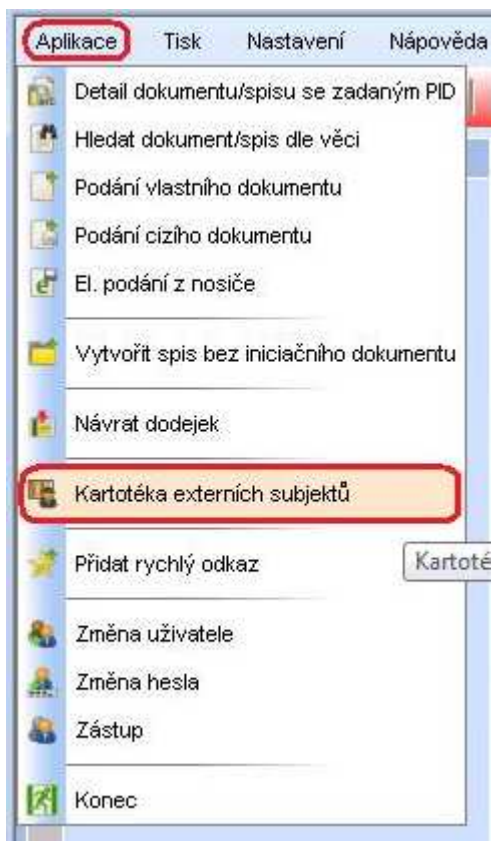 Aplikace Tisk Nastavení Nápověda
Detail dokumentu/spisu se zadaným PID
Hledat dokument/spis dle věci
Podání vlastního dokumentu
Podání cizího dokumentu
El. podání z nosiče
Vytvořit spis bez iniciačního dokumentu
Návrat dodejek
Kartotéka externích subjektů
Přidat rychlý odkaz
Kartoté
Změna uživatele
Změna hesla
Zástup
Konec